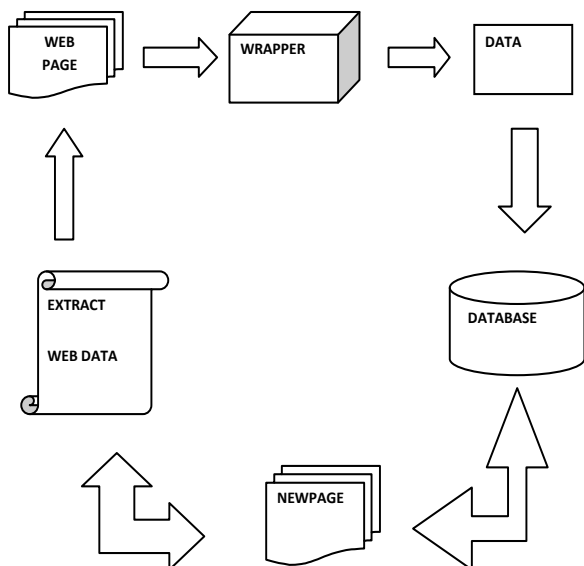 WEB
PAGE
WRAPPER
DATA
EXTRACT
WEB DATA
DATABASE
NEWPAGE